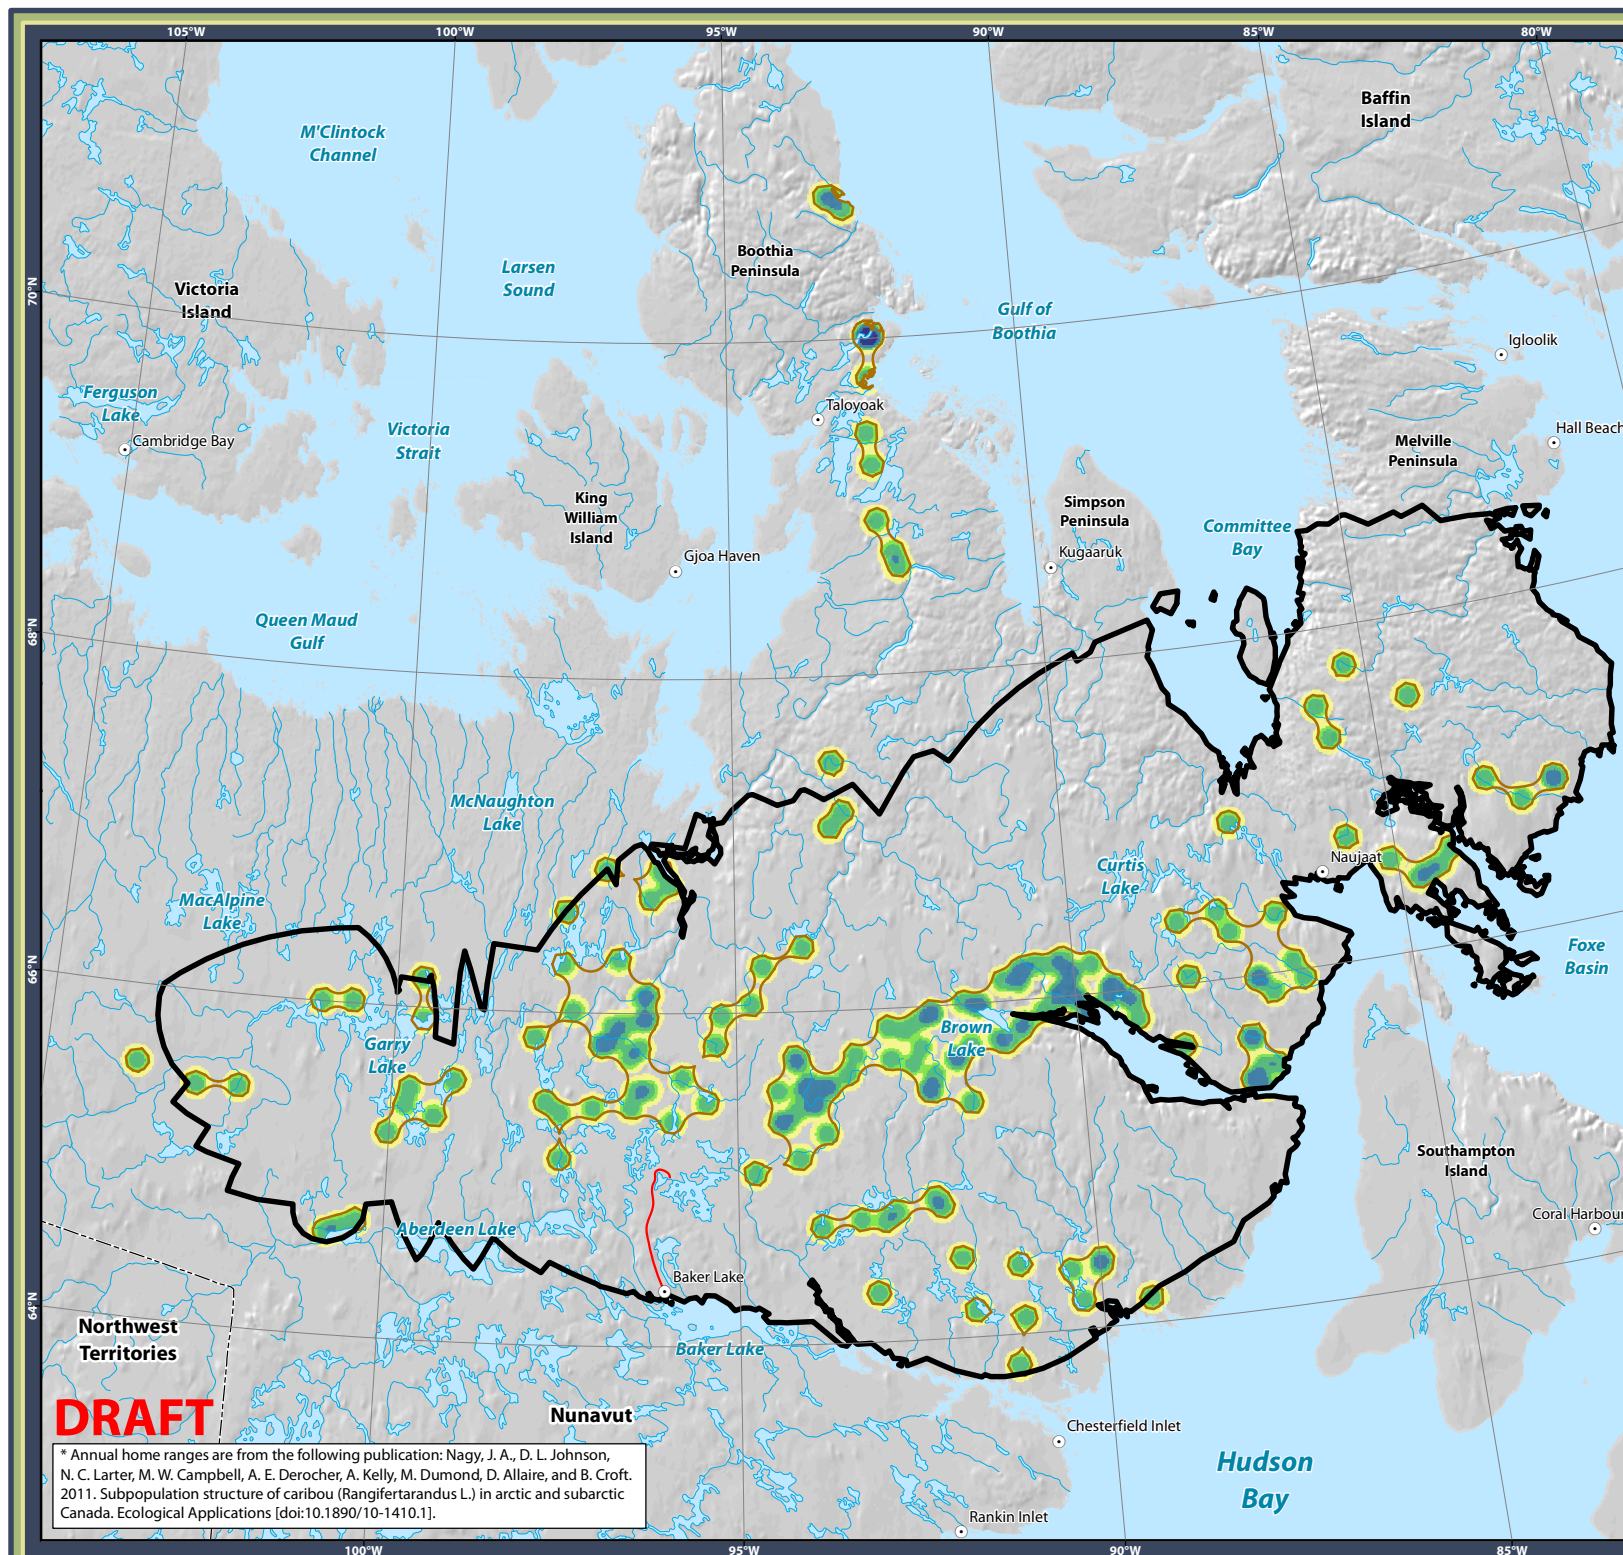 105°W
100°W
95°W
90°W
85°W
80°W
Baffin
Island
M'Clintock
Channel
Boothia
Peninsula
Larsen
Sound
70°N
Victoria
Island
Gulf of
Boothia
Igloolik
Ferguson
Lake
Taloyoak
Cambridge Bay
Victoria
Strait
Hall Beach
Melville
Peninsula
King
William
Island
Simpson
Peninsula
Committee
Bay
Gjoa Haven
Kugaaruk
68°N
Queen Maud
Gulf
McNaughton
Lake
Naujaat
Curtis
Lake
MacAlpine
Lake
Foxe
Basin
66°N
Garry
Lake
Brown
Lake
Southampton
Island
Coral Harbour
Aberdeen Lake
Baker Lake
64°N
Northwest
Territories
Baker Lake
DRAFT
Nunavut
Chesterfield Inlet
Hudson
Bay
* Annual home ranges are from the following publication: Nagy, J. A., D. L. Johnson,
N. C. Larter, M. W. Campbell, A. E. Derocher, A. Kelly, M. Dumond, D. Allaire, and B. Croft.
2011. Subpopulation structure of caribou (Rangifertarandus L.) in arctic and subarctic
Canada. Ecological Applications [doi:10.1890/10-1410.1].
Rankin Inlet
100°W
95°W
90°W
85°W